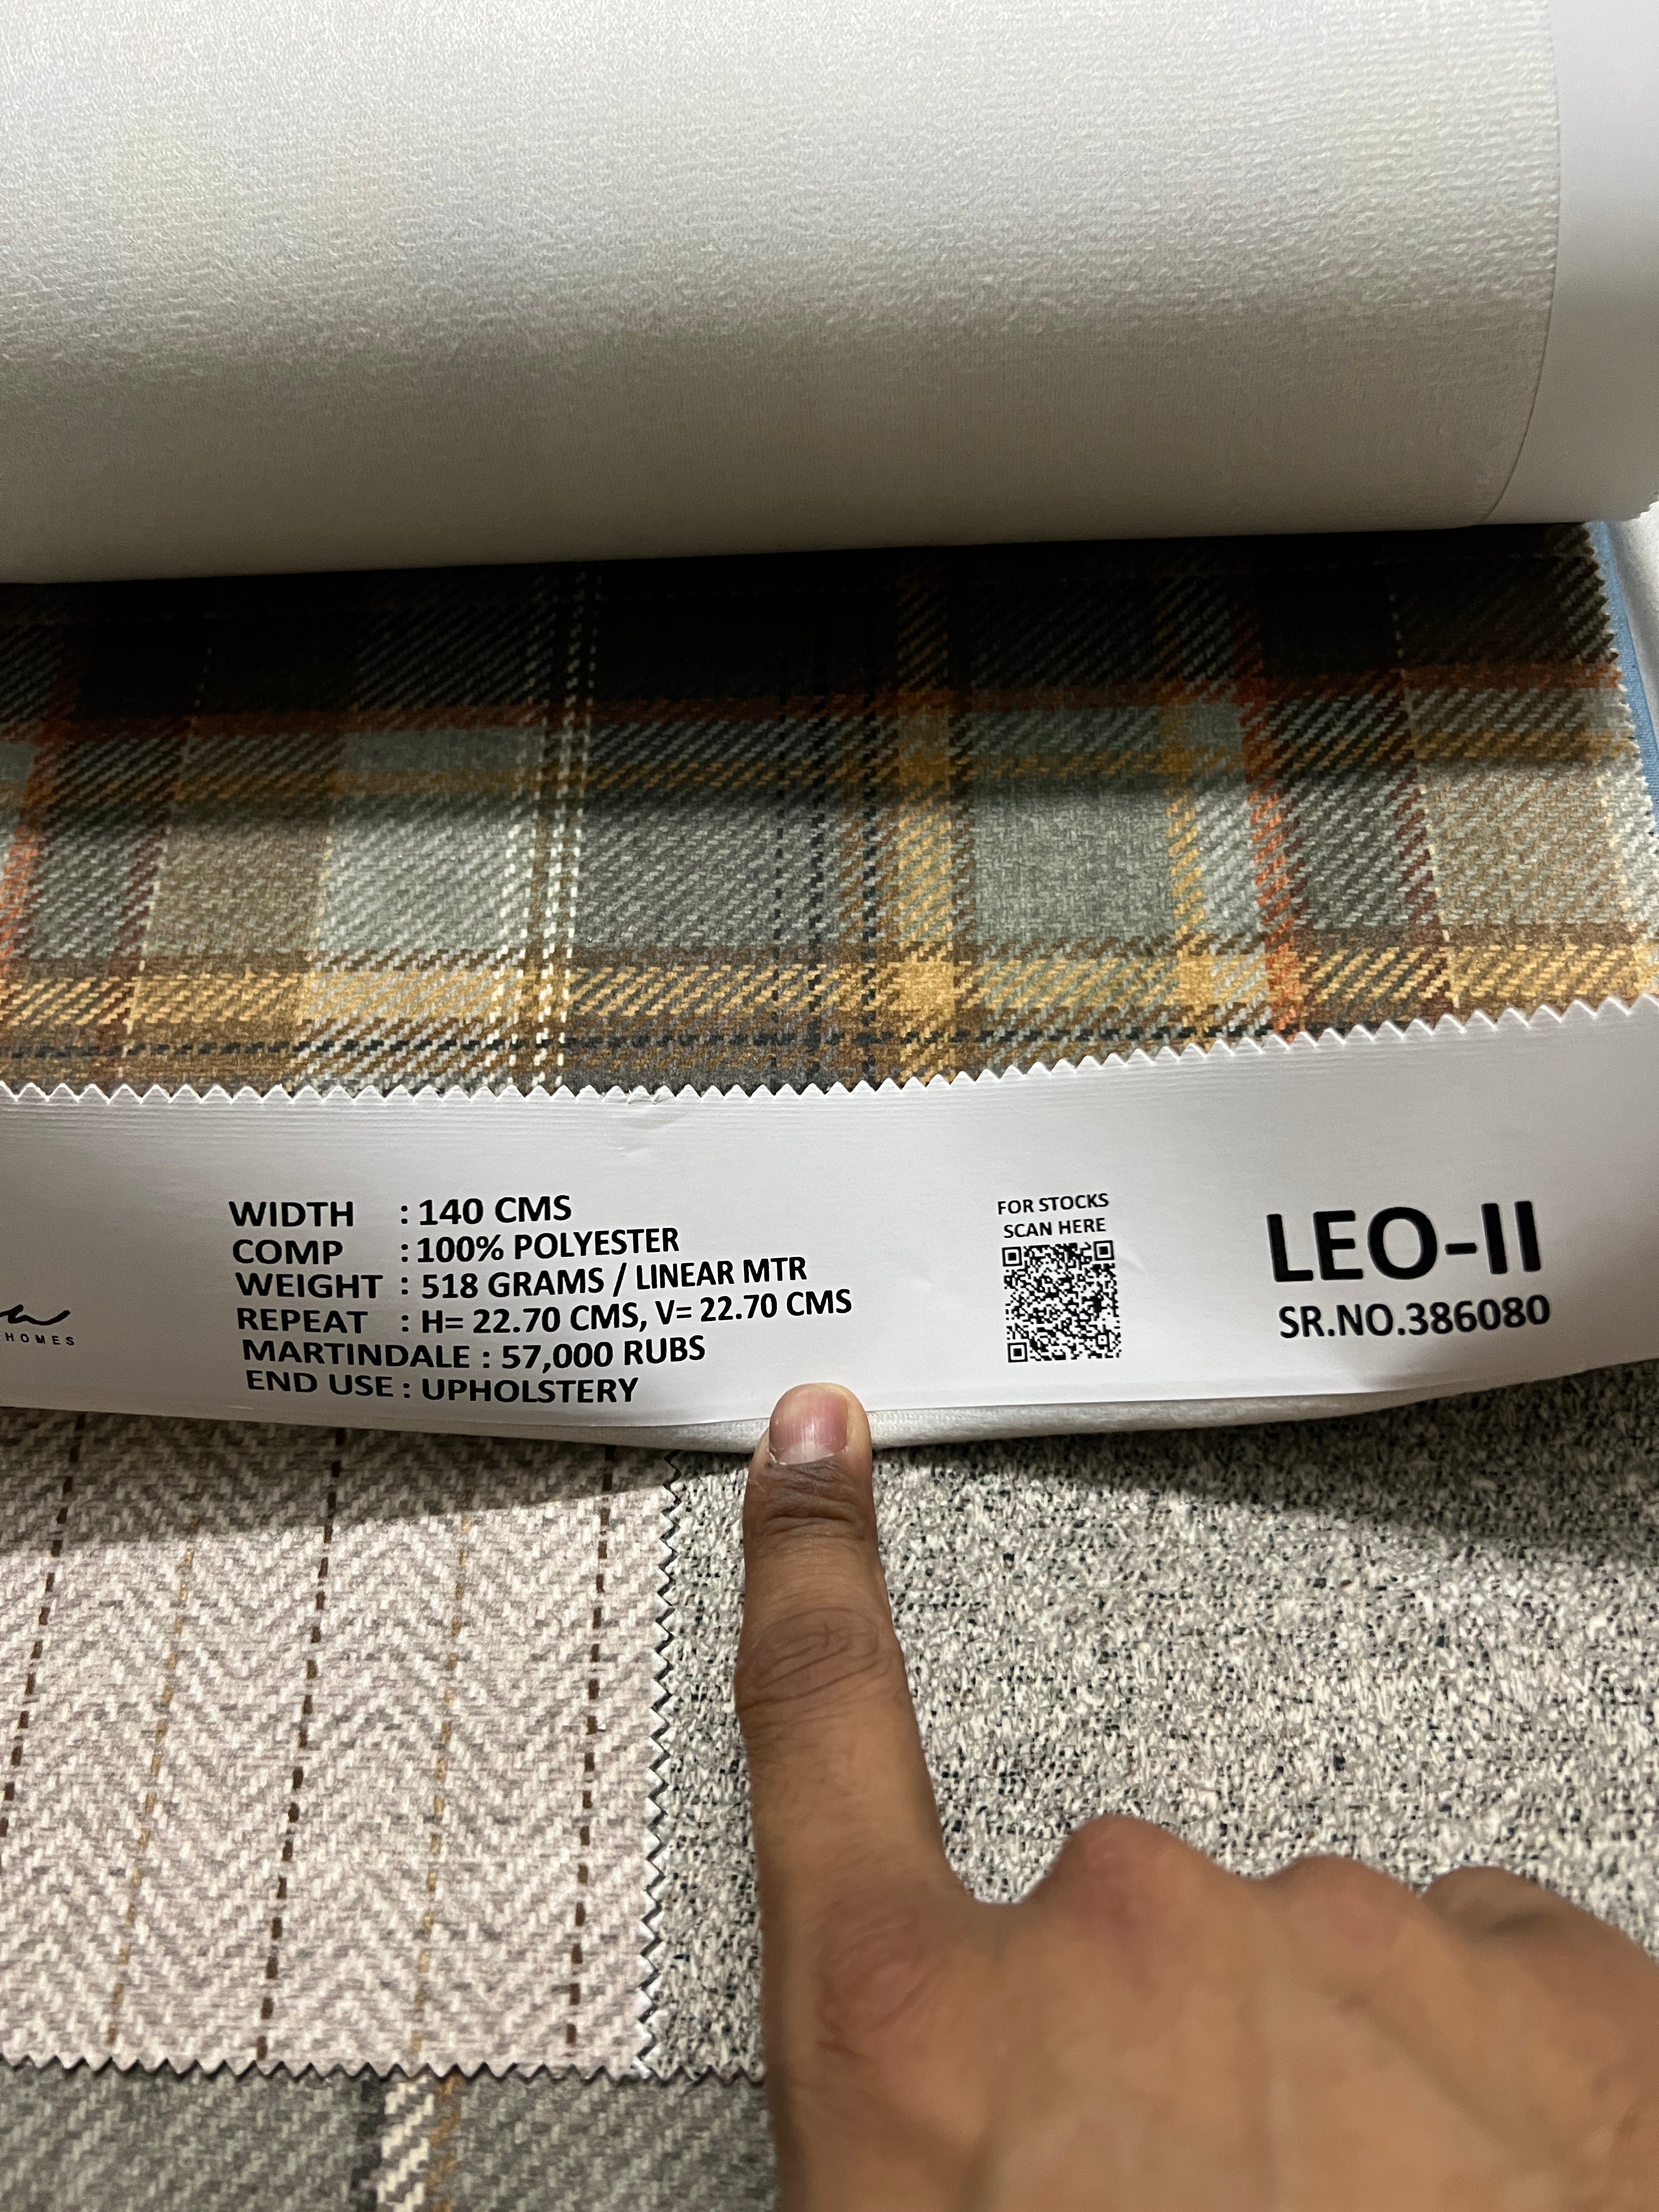 WIDTH : 140 CMS
COMP : 100% POLYESTER
WEIGHT : 518 GRAMS / LINEAR MTR
REPEAT : H= 22.70 CMS, V= 22.70 CMS
MARTINDALE : 57,000 RUBS
END USE : UPHOLSTERY
HOMES
FOR STOCKS
SCAN HERE
LEO-II
SR.NO.386080